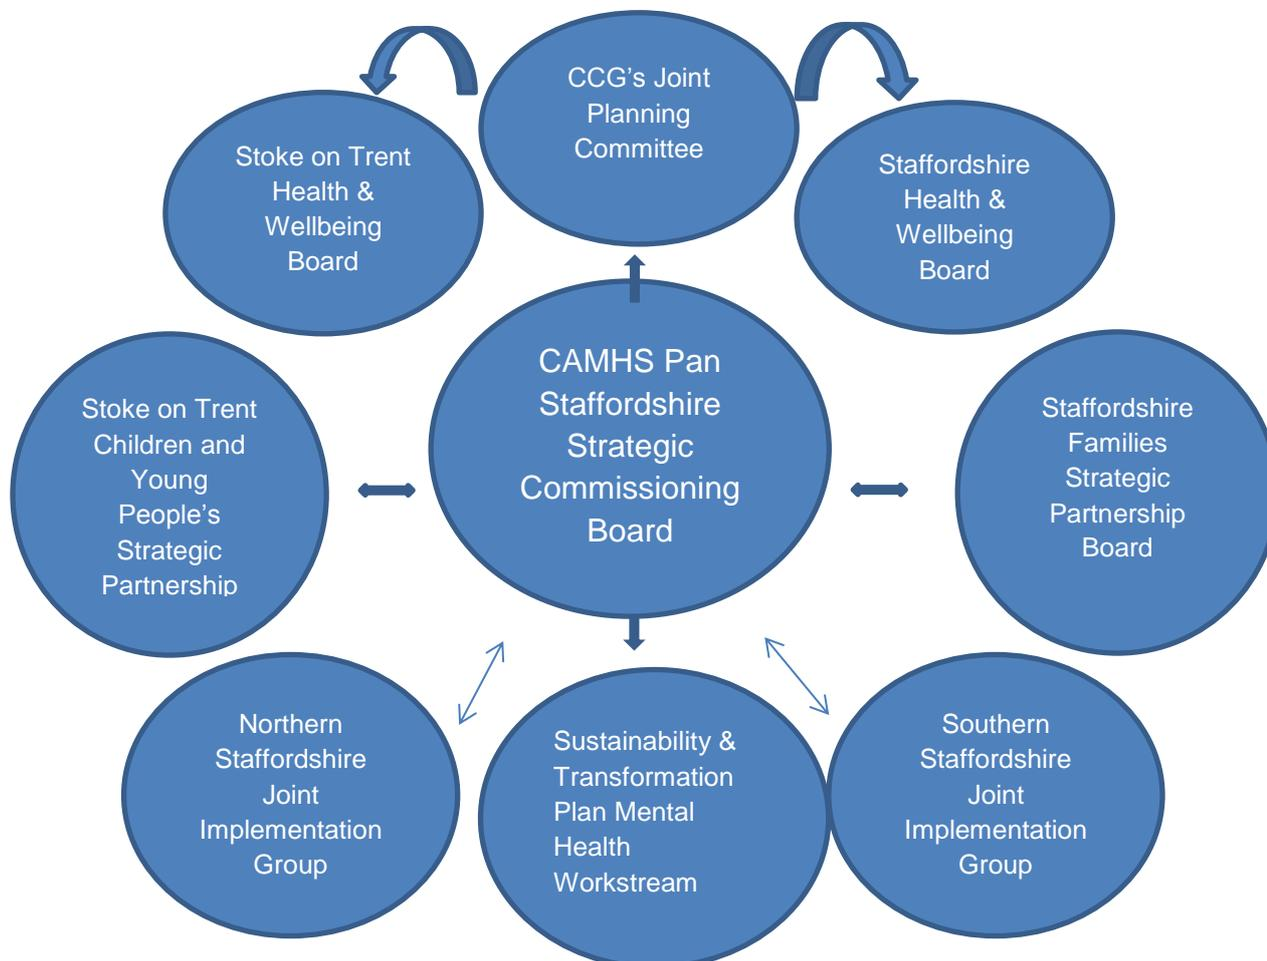 CCG’s Joint
Planning
Committee
Stoke on Trent
Health &
Wellbeing
Board
Staffordshire
Health &
Wellbeing
Board
CAMHS Pan
Staffordshire
Strategic
Commissioning
Board
Stoke on Trent
Children and
Young
People’s
Strategic
Partnership
Staffordshire
Families
Strategic
Partnership
Board
Northern
Staffordshire
Joint
Implementation
Group
Sustainability &
Transformation
Plan Mental
Health
Workstream
Southern
Staffordshire
Joint
Implementation
Group